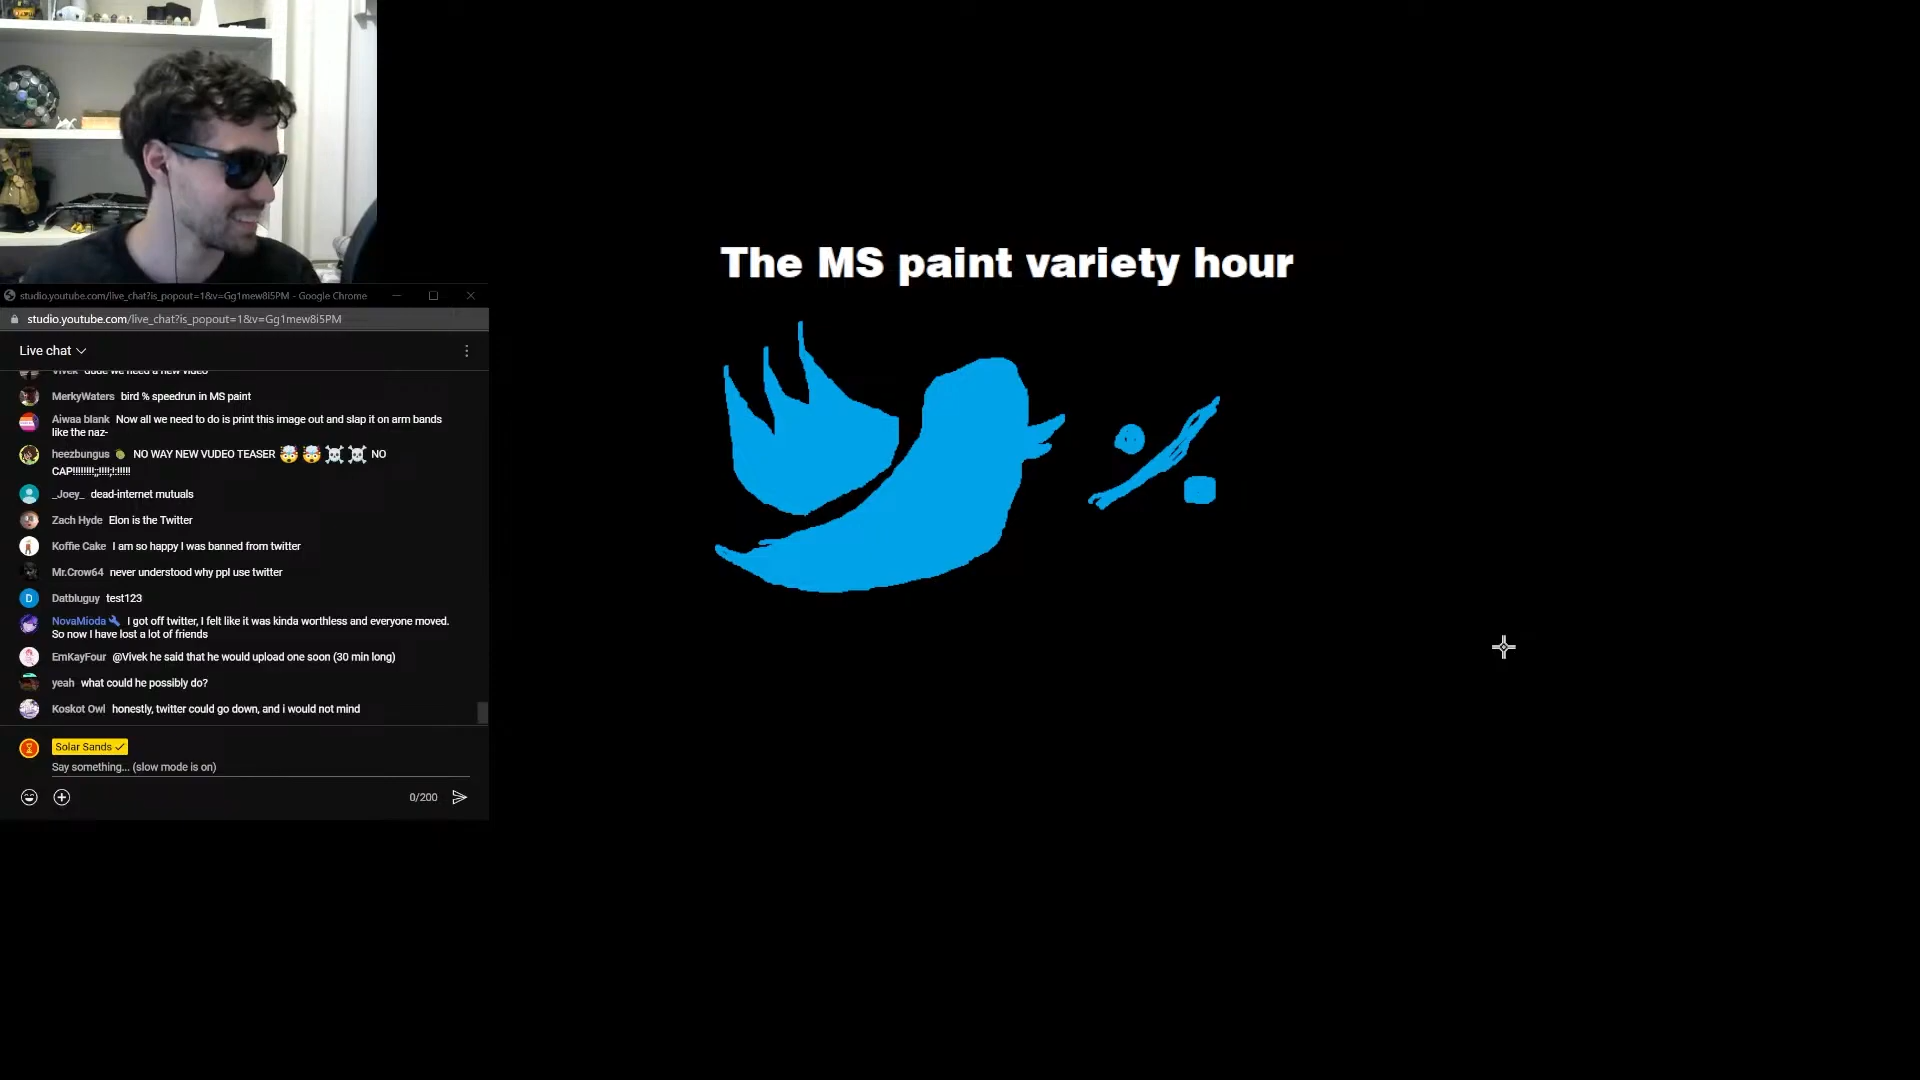 The MS paint variety hour
studio.youtube.com/live_chat?is_popout=1&v=Gg1mew8i5PM - Google Chrome
studio.youtube.com/live_chat?is_popout=1&v=Gg1mew8i5PM
Live chat
Vivek dude we need a new video
MerkyWaters bird % speedrun in MS paint
Aiwaa blank Now all we need to do is print this image out and slap it on arm bands
like the naz-
heezbungus NO WAY NEW VUDEO TEASER 🤯 🤯 ☠ ☠ NO
_Joey_ dead-internet mutuals
Zach Hyde Elon is the Twitter
Koffie Cake I am so happy I was banned from twitter
Mr.Crow64 never understood why ppl use twitter
D Datbluguy test123
NovaMioda I got off twitter, I felt like it was kinda worthless and everyone moved.
So now I have lost a lot of friends
EmKayFour @Vivek he said that he would upload one soon (30 min long)
yeah what could he possibly do?
Koskot Owl honestly, twitter could go down, and i would not mind
Solar Sands
Say something... (slow mode is on)
0/200
%